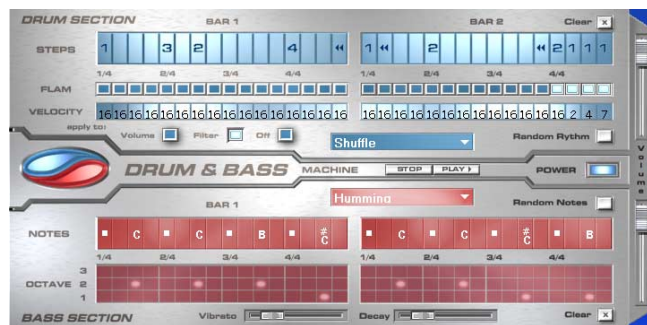 DRUM SECTION BAR 1 BAR 2 Clear x
STEPS 1 3 2 4 1 2 2 1 1 1
1/4 2/4 3/4 4/4 1/4 2/4 3/4 4/4
FLAM
VELOCITY 16 16 16 16 16 16 16 16 16 16 16 16 16 16 16 16 16 16 16 16 16 16 16 16 16 16 16 16 16 2 4 7
apply to: Volume Filter Off Shuffle Random Rythm
DRUM & BASS MACHINE STOP PLAY POWER Volume
BAR 1 Humming Random Notes
NOTES C C B #C C C #C B
1/4 2/4 3/4 4/4 1/4 2/4 3/4 4/4
3
OCTAVE 2
1
BASS SECTION Vibrato Decay Clear x